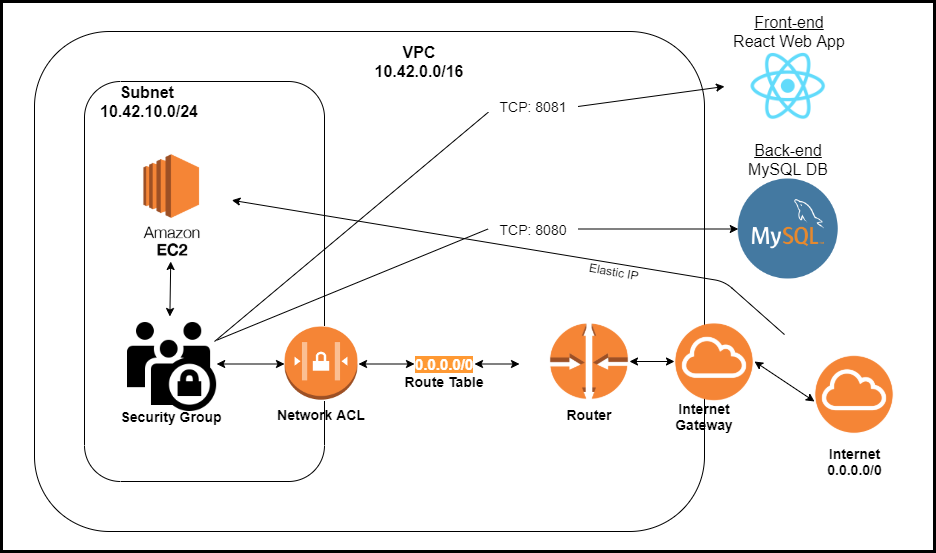 Front-end
React Web App
VPC
10.42.0.0/16
Subnet
10.42.10.0/24
TCP: 8081
Back-end
MySQL DB
Amazon
EC2
TCP: 8080
MySQL
Elastic IP
0.0.0.0/0
Route Table
Security Group
Network ACL
Router
Internet
Gateway
Internet
0.0.0.0/0